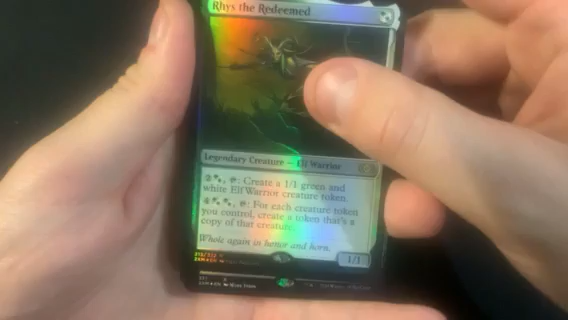 Rhys the Redeemed
Legendary Creature — Elf Warrior
2 , : Create a 1/1 green and
white Elf Warrior creature token.
4 , : For each creature token
you control, create a token that's a
copy of that creature.
Whole again in honor and horn.
1/1